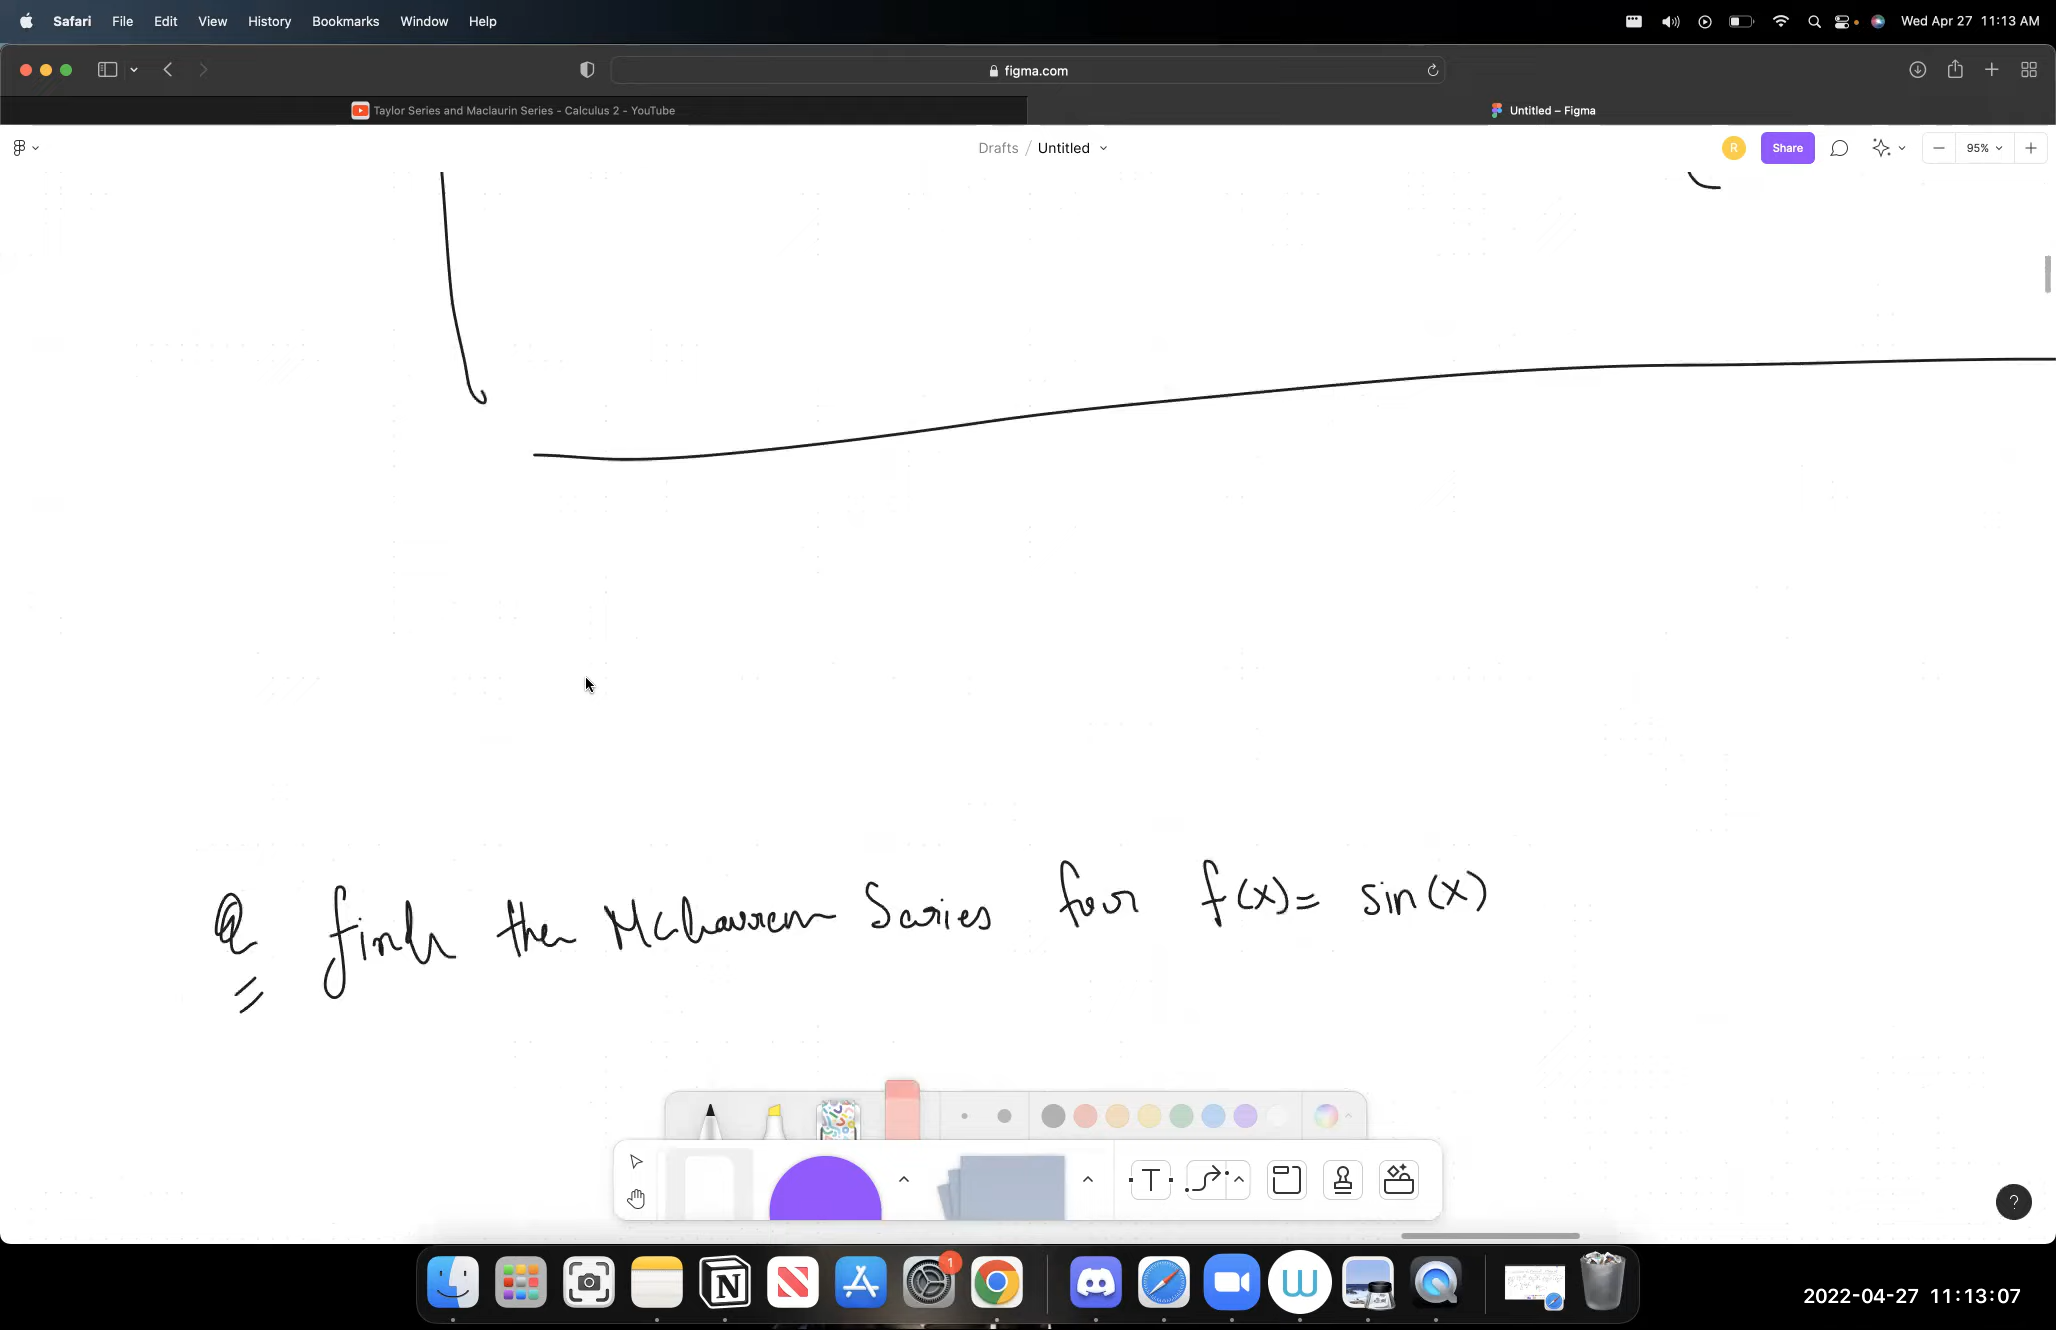 Safari File Edit View History Bookmarks Window Help Wed Apr 27 11:13 AM
figma.com
Taylor Series and Maclaurin Series - Calculus 2 - YouTube Untitled – Figma
Drafts / Untitled R Share 95%
Q find the Mclauren Series for f(x) = sin(x)
T
?
1
N W
2022-04-27 11:13:07